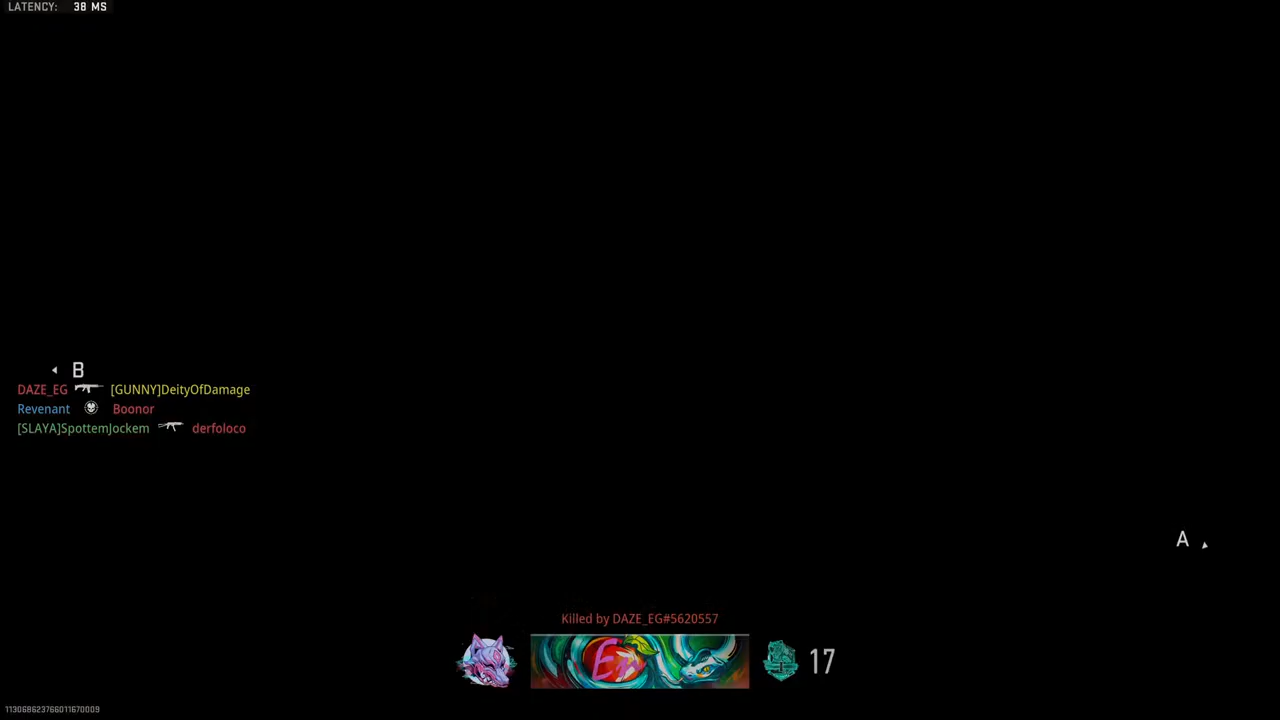 LATENCY: 38 MS
B
DAZE_EG [GUNNY]DeityOfDamage
Revenant Boonor
[SLAYA]SpottemJockem derfoloco
A
Killed by DAZE_EG#5620557
17